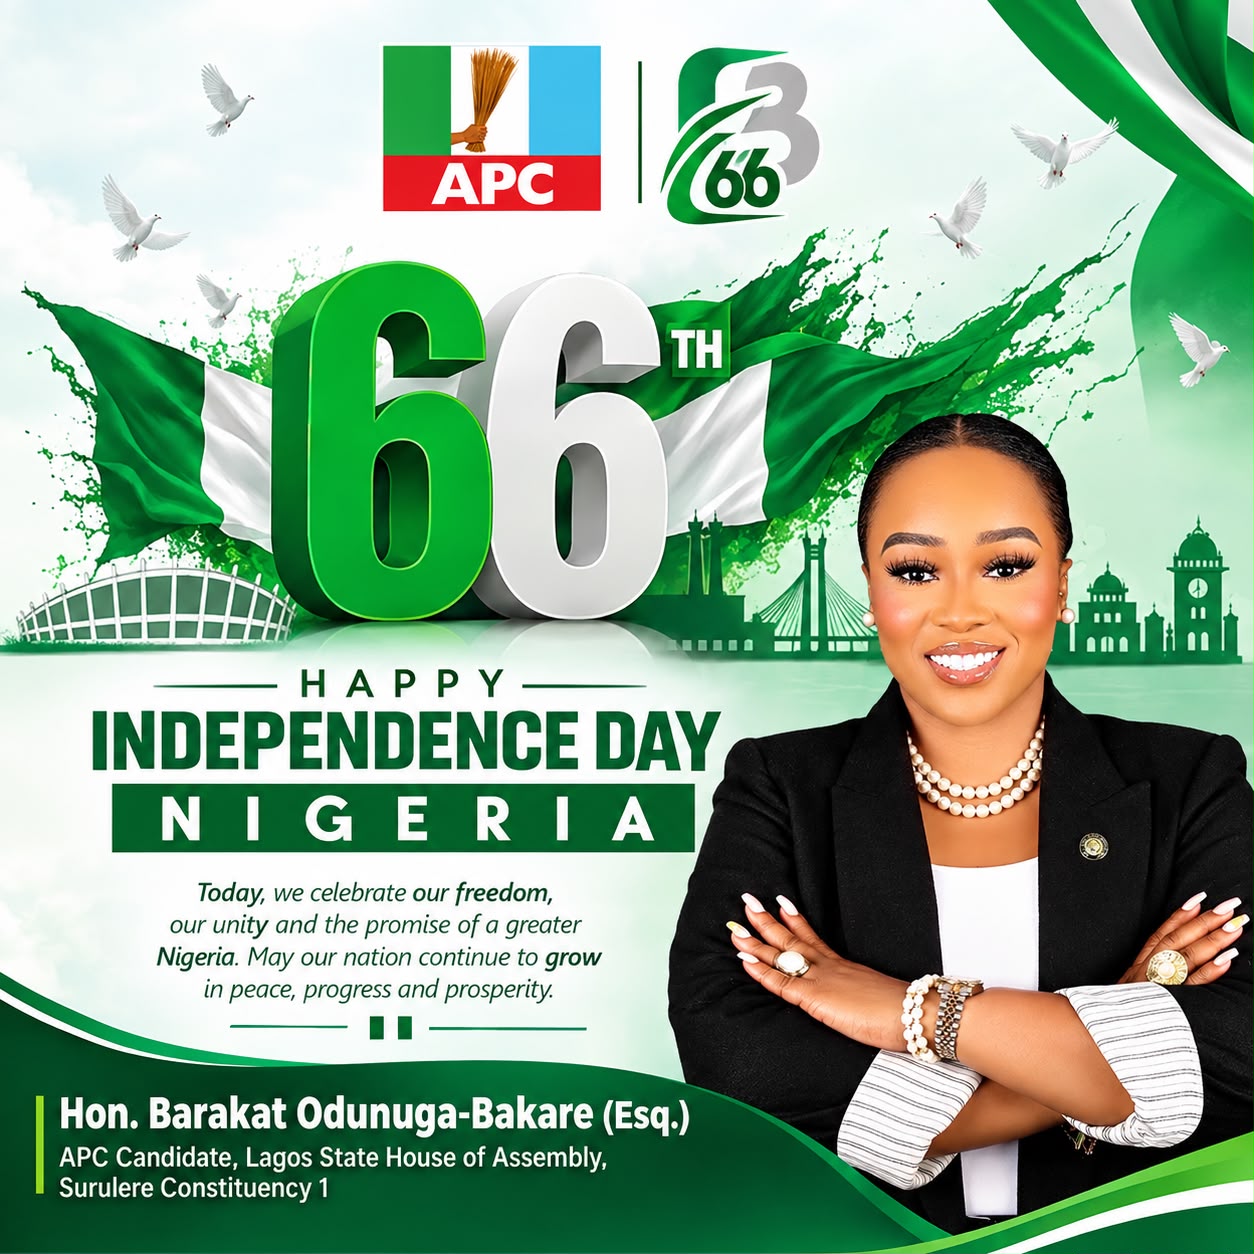 APC
B
66
66TH
HAPPY
INDEPENDENCE DAY
NIGERIA
Today, we celebrate our freedom,
our unity and the promise of a greater
Nigeria. May our nation continue to grow
in peace, progress and prosperity.
Hon. Barakat Odunuga-Bakare (Esq.)
APC Candidate, Lagos State House of Assembly,
Surulere Constituency 1